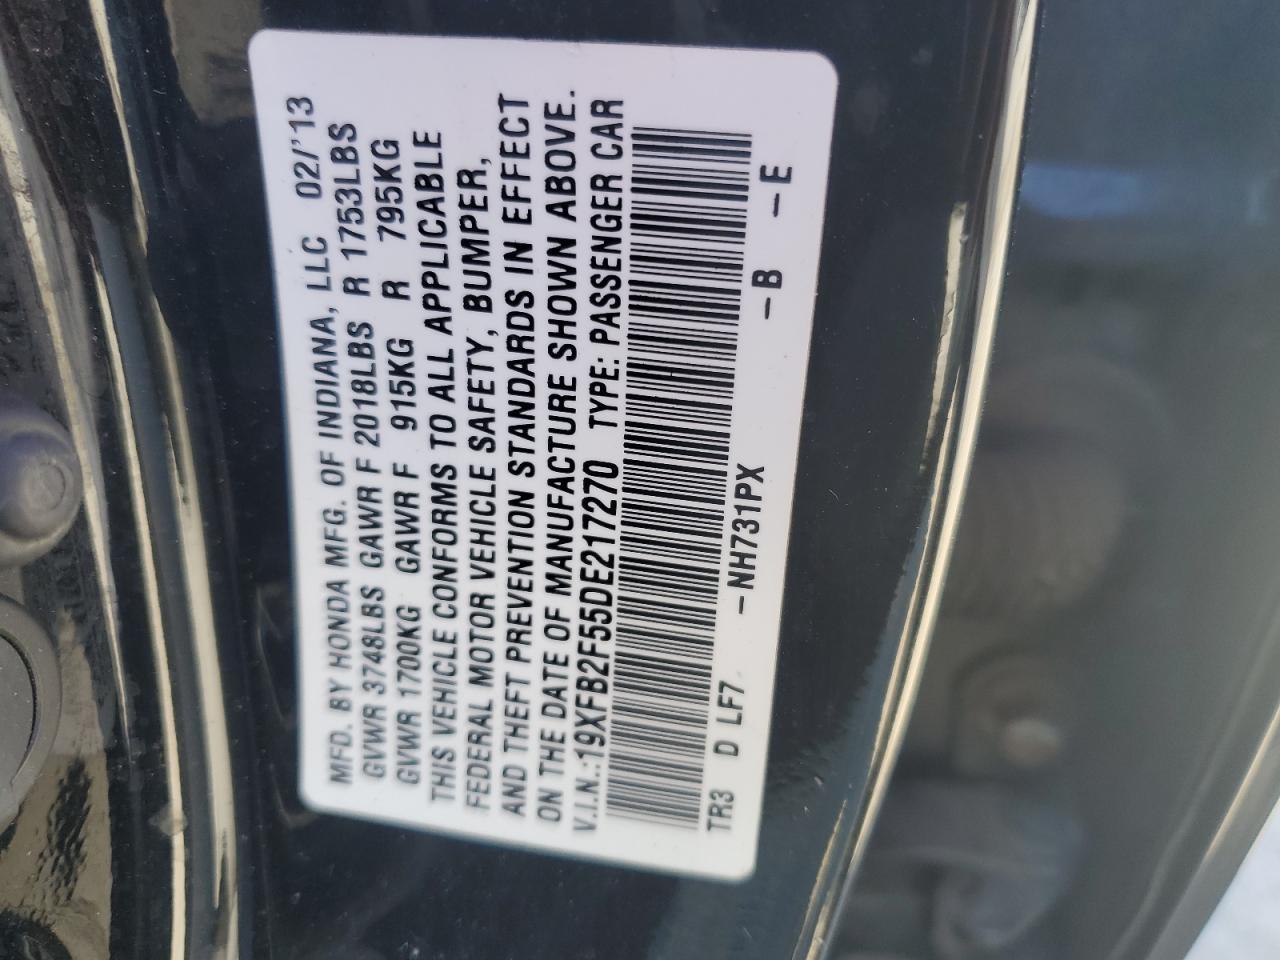 MFD. BY HONDA MFG. OF INDIANA, LLC 02/'13
GVWR 3748LBS GAWR F 2018LBS R 1753LBS
GVWR 1700KG GAWR F 915KG R 795KG
THIS VEHICLE CONFORMS TO ALL APPLICABLE
FEDERAL MOTOR VEHICLE SAFETY, BUMPER,
AND THEFT PREVENTION STANDARDS IN EFFECT
ON THE DATE OF MANUFACTURE SHOWN ABOVE.
V.I.N.:19XFB2F55DE217270 TYPE: PASSENGER CAR
TR3 D LF7 -NH731PX -B -E